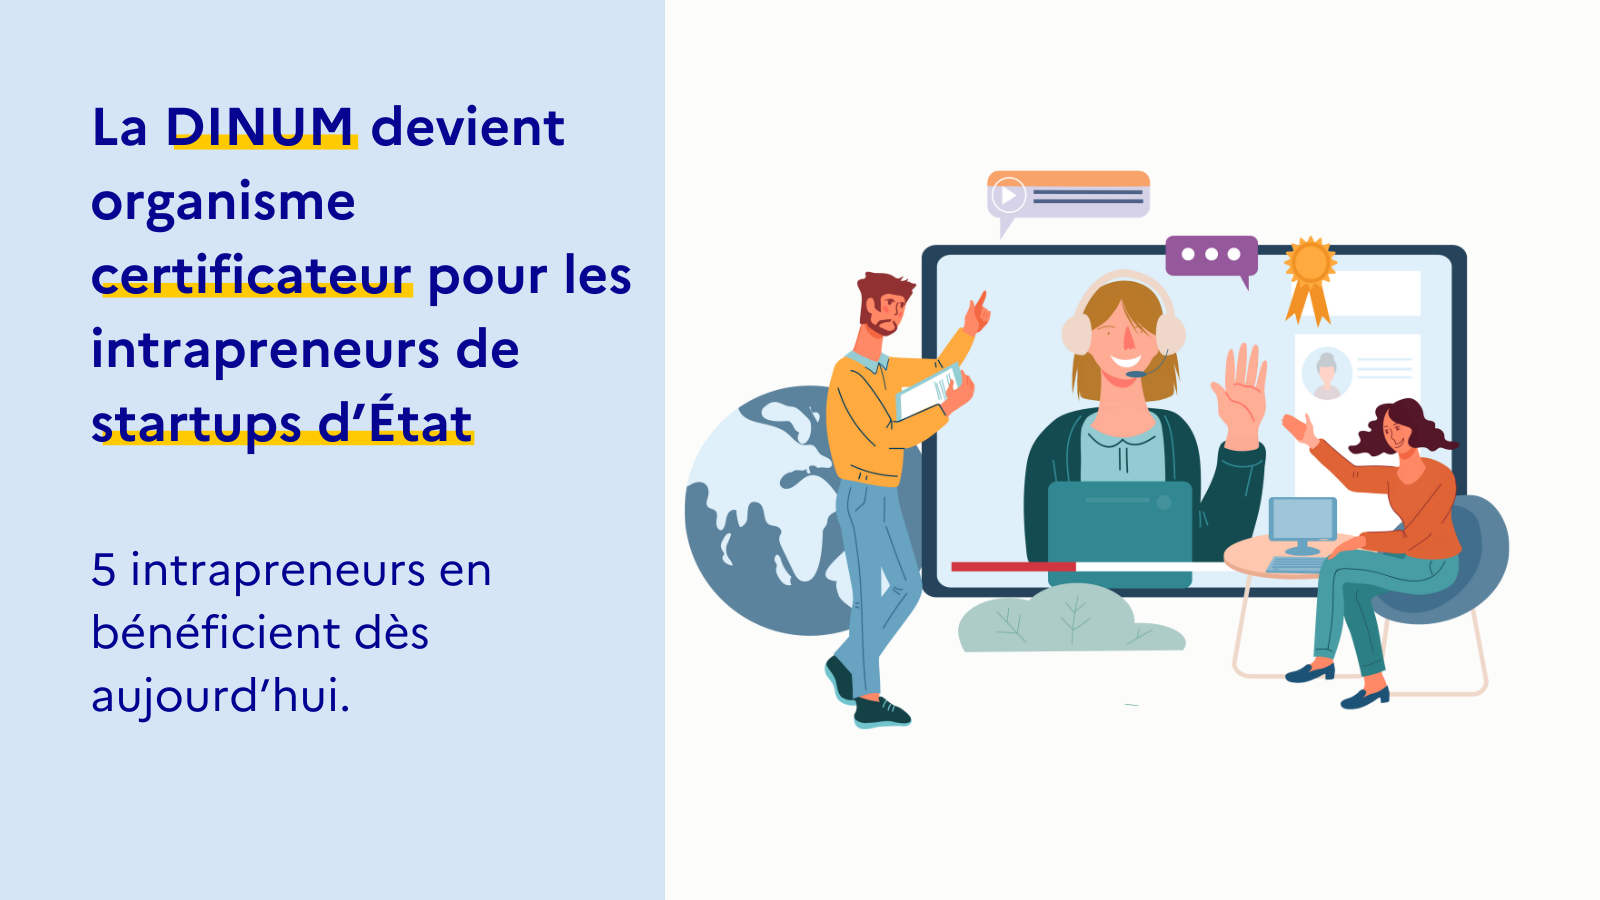 La DINUM devient
organisme
certificateur pour les
intrapreneurs de
startups d’État
5 intrapreneurs en
bénéficient dès
aujourd’hui.